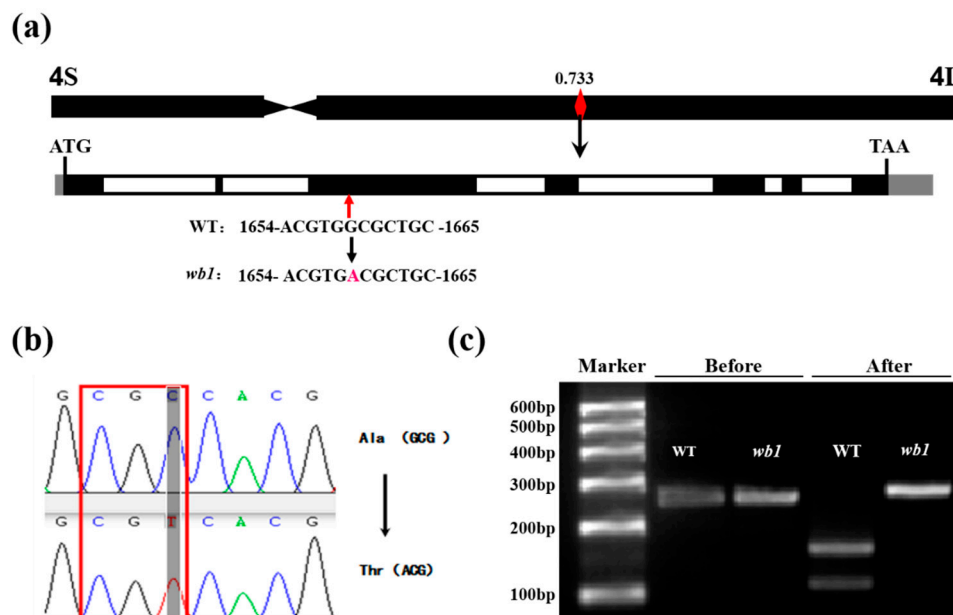 (a)
4S
0.733
4L
ATG
TAA
WT: 1654-ACGTGGCGCTGC -1665
wb1: 1654- ACGTGACGCTGC-1665
(b)
G C G C C A C G
Ala (GCG )
G C G T C A C G
Thr (ACG)
(c)
Marker Before After
600bp
500bp
400bp
300bp
200bp
100bp
WT wb1 WT wb1